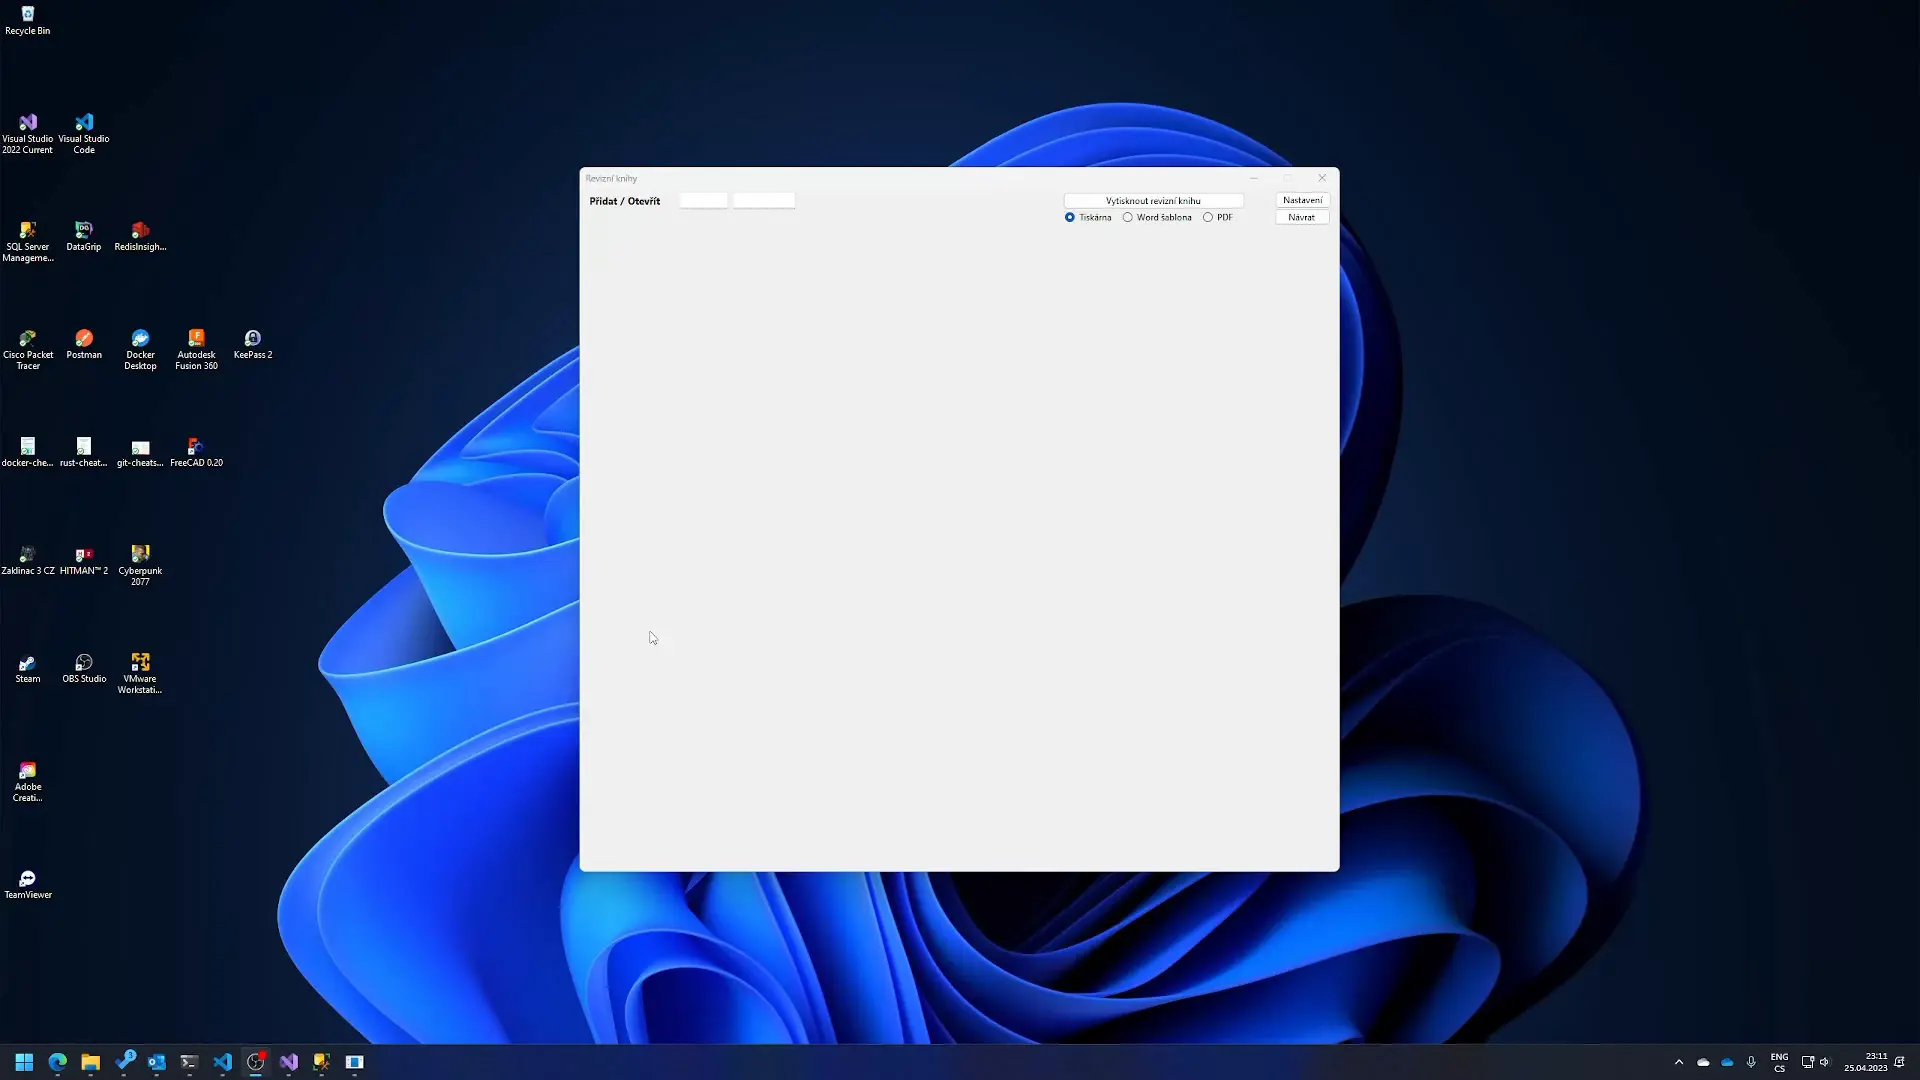 Recycle Bin
Visual Studio
2022 Current
Visual Studio
Code
SQL Server
Manageme...
DataGrip
RedisInsigh...
Cisco Packet
Tracer
Postman
Docker
Desktop
Autodesk
Fusion 360
KeePass 2
docker-che...
rust-cheat...
git-cheats...
FreeCAD 0.20
Zaklinac 3 CZ
HITMAN™ 2
Cyberpunk
2077
Steam
OBS Studio
VMware
Workstati...
Adobe
Creati...
TeamViewer
Revizní knihy
Přidat / Otevřít
Vytisknout revizní knihu
Nastavení
Tiskárna
Word šablona
PDF
Návrat
3
ENG
CS
23:11
25.04.2023